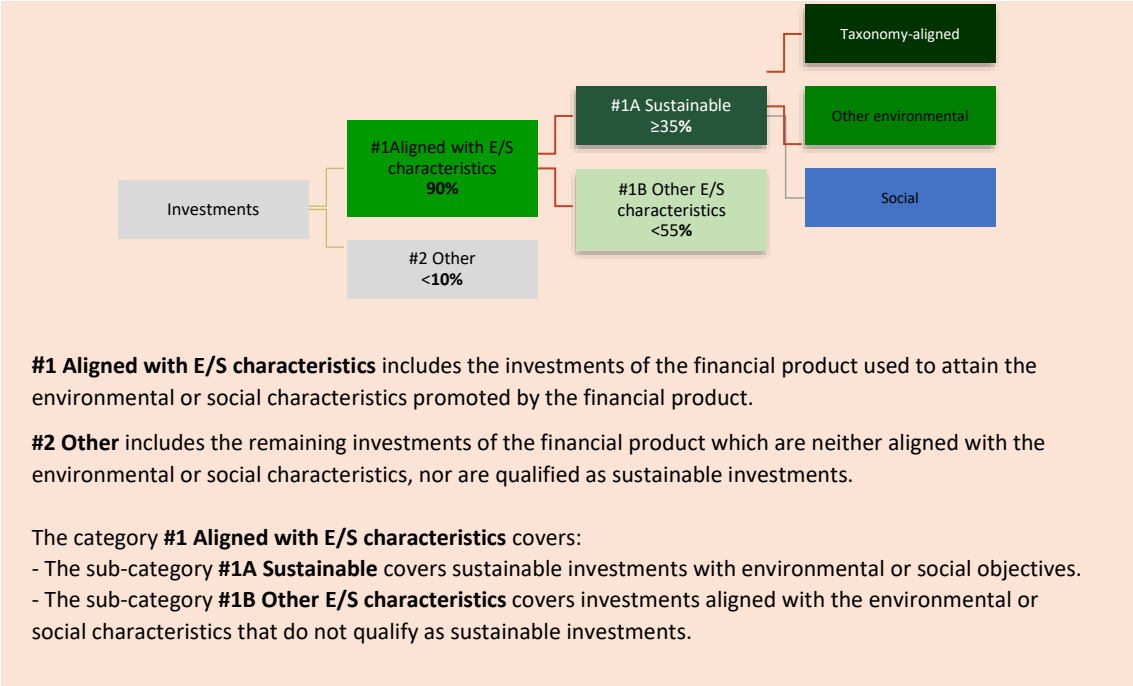 Taxonomy-aligned
#1A Sustainable
≥35%
Other environmental
#1Aligned with E/S
characteristics
90%
#1B Other E/S
characteristics
<55%
Social
Investments
#2 Other
<10%
#1 Aligned with E/S characteristics includes the investments of the financial product used to attain the
environmental or social characteristics promoted by the financial product.
#2 Other includes the remaining investments of the financial product which are neither aligned with the
environmental or social characteristics, nor are qualified as sustainable investments.
The category #1 Aligned with E/S characteristics covers:
- The sub-category #1A Sustainable covers sustainable investments with environmental or social objectives.
- The sub-category #1B Other E/S characteristics covers investments aligned with the environmental or
social characteristics that do not qualify as sustainable investments.